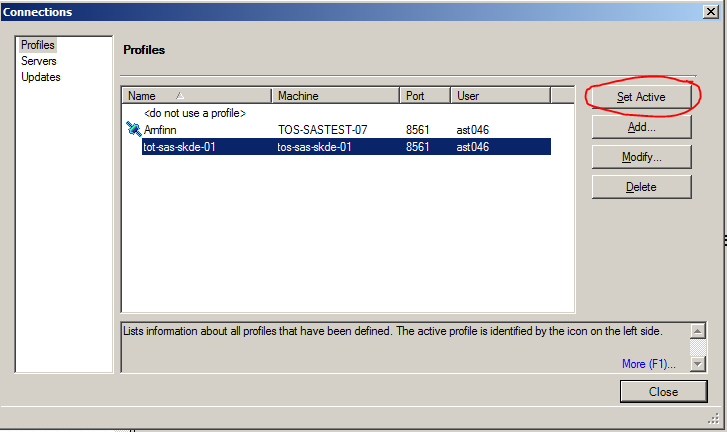 Connections
Profiles
Servers
Updates
Profiles
Name Machine Port User
<do not use a profile>
Arnfinn TOS-SASTEST-07 8561 ast046
tot-sas-skde-01 tos-sas-skde-01 8561 ast046
Set Active
Add...
Modify...
Delete
Lists information about all profiles that have been defined. The active profile is identified by the icon on the left side.
More (F1)...
Close